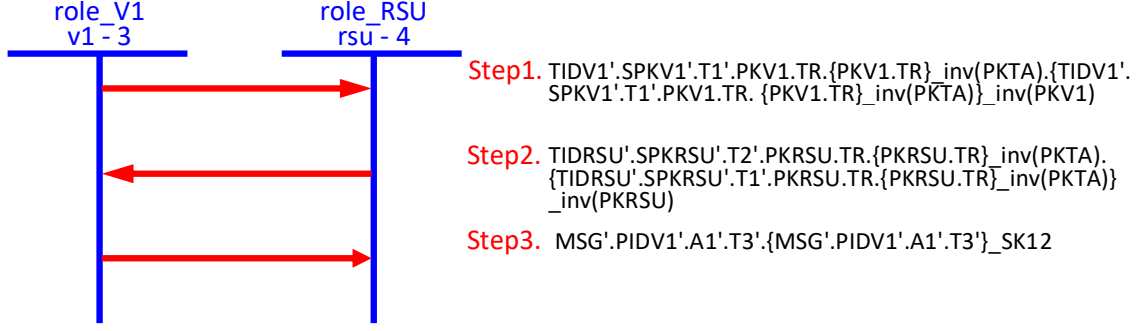 role_V1
v1 - 3
role_RSU
rsu - 4
Step1. TIDV1'.SPKV1'.T1'.PKV1.TR.{PKV1.TR}_inv(PKTA).{TIDV1'.
SPKV1'.T1'.PKV1.TR. {PKV1.TR}_inv(PKTA)}_inv(PKV1)
Step2. TIDRSU'.SPKRSU'.T2'.PKRSU.TR.{PKRSU.TR}_inv(PKTA).
{TIDRSU'.SPKRSU'.T1'.PKRSU.TR.{PKRSU.TR}_inv(PKTA)}
_inv(PKRSU)
Step3. MSG'.PIDV1'.A1'.T3'.{MSG'.PIDV1'.A1'.T3'}_SK12